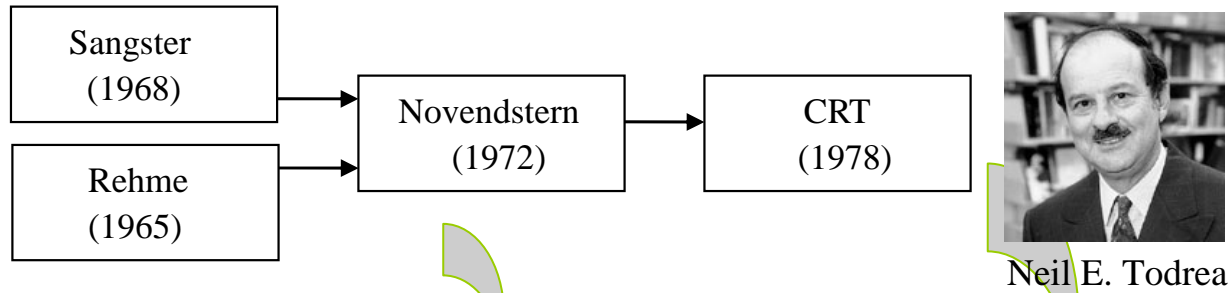 Sangster
(1968)
Rehme
(1965)
Novendstern
(1972)
CRT
(1978)
Neil E. Todrea